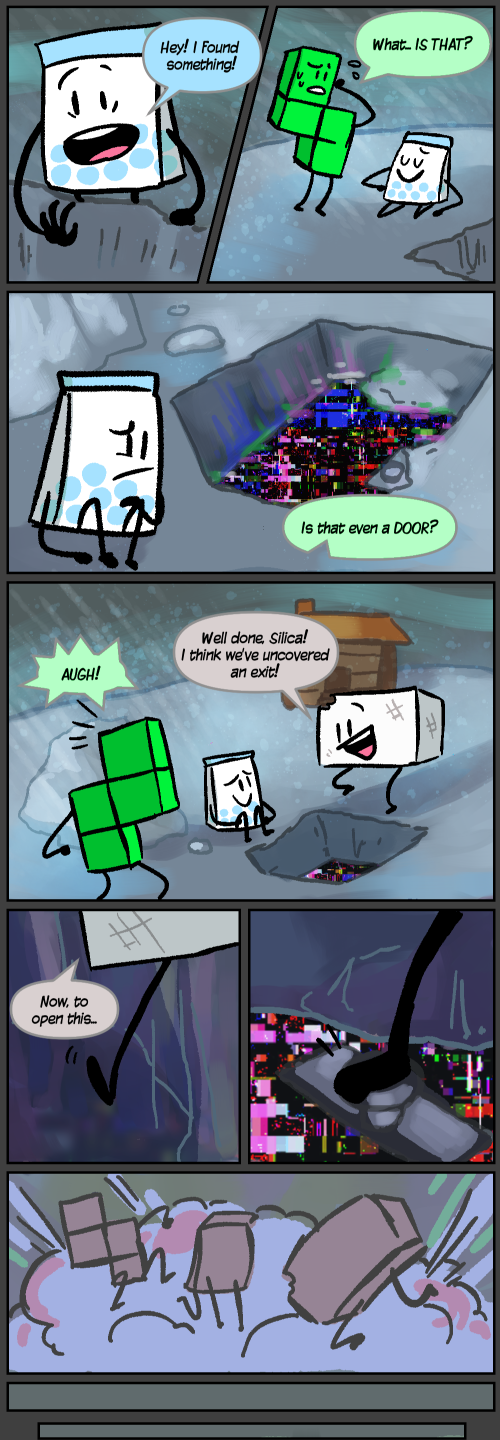 Hey! I Found
something!
What... IS THAT?
Is that even a DOOR?
Well done, Silica!
I think we've uncovered
an exit!
AUGH!
Now, to
open this...